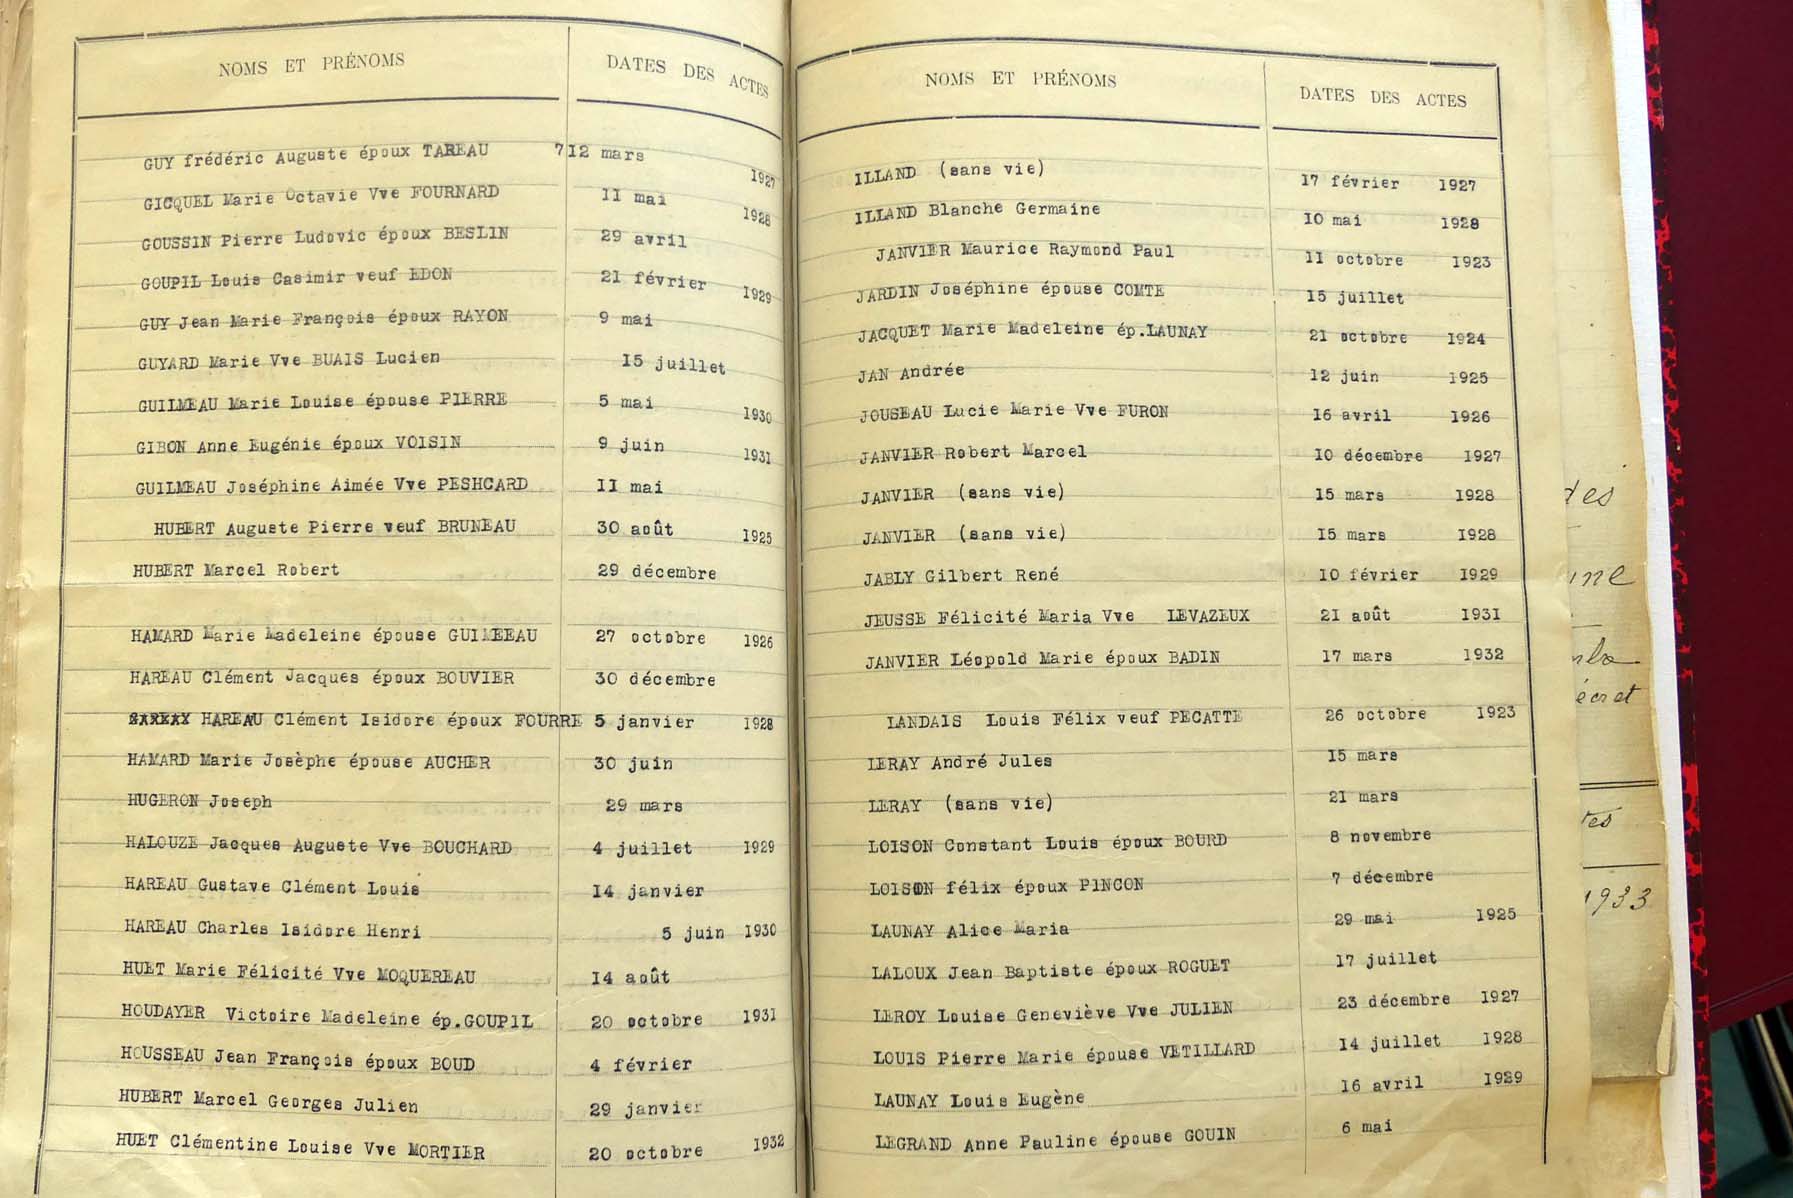 NOMS ET PRÉNOMS DATES DES ACTES
GUY frédéric Auguste époux TAREAU 712 mars 1927
GICQUEL Marie Octavie Vve FOURNARD 11 mai 1928
GOUSSIN Pierre Ludovic époux BESLIN 29 avril
GOUPIL Louis Casimir veuf EDON 21 février 1929
GUY Jean Marie François époux RAYON 9 mai
GUYARD Marie Vve BUAIS Lucien 15 juillet
GUILMEAU Marie Louise épouse PIERRE 5 mai 1930
GIBON Anne Eugénie époux VOISIN 9 juin 1931
GUILMEAU Joséphine Aimée Vve PESHCARD 11 mai
HUBERT Auguste Pierre veuf BRUNEAU 30 août 1925
HUBERT Marcel Robert 29 décembre
HAMARD Marie Madeleine épouse GUILMEEAU 27 octobre 1926
HAREAU Clément Jacques époux BOUVIER 30 décembre
HAREAU Clément Isidore époux FOURRE 5 janvier 1928
HAMARD Marie Josèphe épouse AUCHER 30 juin
HUGERON Joseph 29 mars
HALOUZE Jacques Auguste Vve BOUCHARD 4 juillet 1929
HAREAU Gustave Clément Louis 14 janvier
HAREAU Charles Isidore Henri 5 juin 1930
HUET Marie Félicité Vve MOQUEREAU 14 août
HOUDAYER Victoire Madeleine ép.GOUPIL 20 octobre 1931
HOUSSEAU Jean François époux BOUD 4 février
HUBERT Marcel Georges Julien 29 janvier
HUET Clémentine Louise Vve MORTIER 20 octobre 1932
NOMS ET PRÉNOMS DATES DES ACTES
ILLAND (sans vie) 17 février 1927
ILLAND Blanche Germaine 10 mai 1928
JANVIER Maurice Raymond Paul 11 octobre 1923
JARDIN Joséphine épouse COMTE 15 juillet
JACQUET Marie Madeleine ép.LAUNAY 21 octobre 1924
JAN Andrée 12 juin 1925
JOUSEAU Lucie Marie Vve FURON 16 avril 1926
JANVIER Robert Marcel 10 décembre 1927
JANVIER (sans vie) 15 mars 1928
JANVIER (sans vie) 15 mars 1928
JABLY Gilbert René 10 février 1929
JEUSSE Félicité Maria Vve LEVAZEUX 21 août 1931
JANVIER Léopold Marie époux BADIN 17 mars 1932
LANDAIS Louis Félix veuf PECATTE 26 octobre 1923
LERAY André Jules 15 mars
LERAY (sans vie) 21 mars
LOISON Constant Louis époux BOURD 8 novembre
LOISON félix époux PINCON 7 décembre
LAUNAY Alice Maria 29 mai 1925
LALOUX Jean Baptiste époux ROGUET 17 juillet
LEROY Louise Geneviève Vve JULIEN 23 décembre 1927
LOUIS Pierre Marie épouse VETILLARD 14 juillet 1928
LAUNAY Louis Eugène 16 avril 1929
LEGRAND Anne Pauline épouse GOUIN 6 mai
des
1933